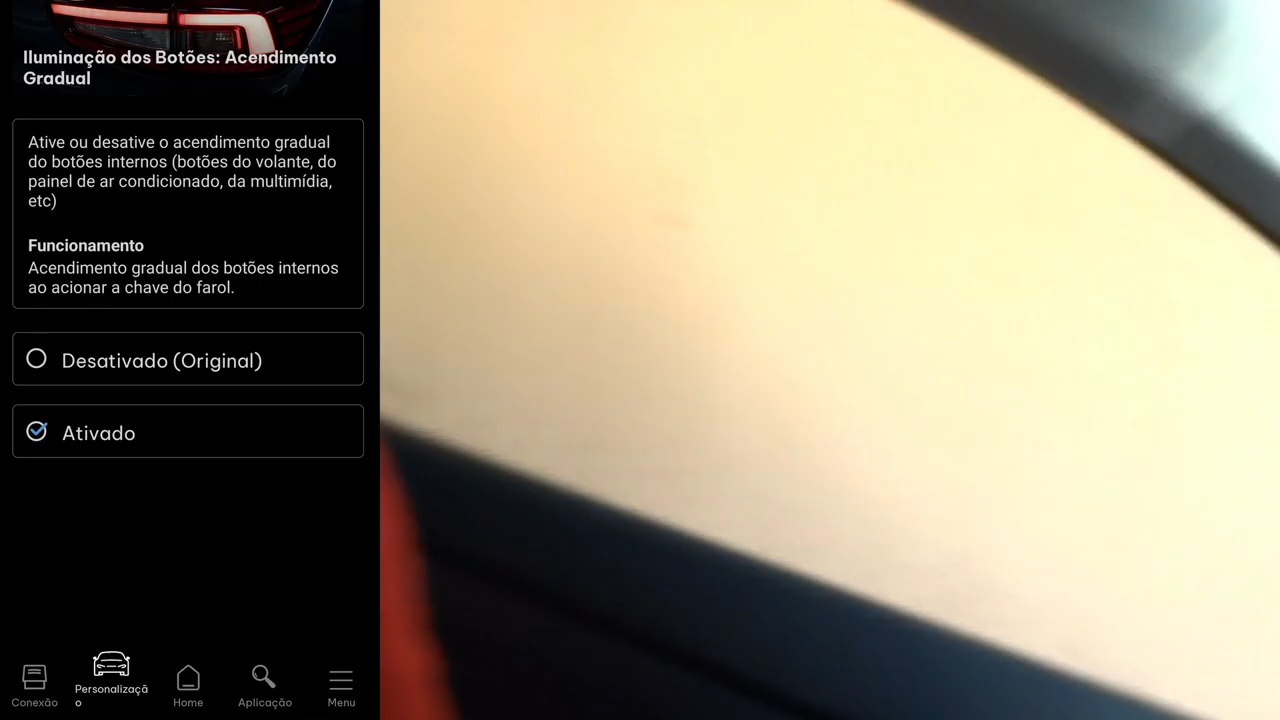 Iluminação dos Botões: Acendimento
Gradual
Ative ou desative o acendimento gradual
do botões internos (botões do volante, do
painel de ar condicionado, da multimídia,
etc)
Funcionamento
Acendimento gradual dos botões internos
ao acionar a chave do farol.
Desativado (Original)
Ativado
Conexão
Personalizaçã
o
Home
Aplicação
Menu